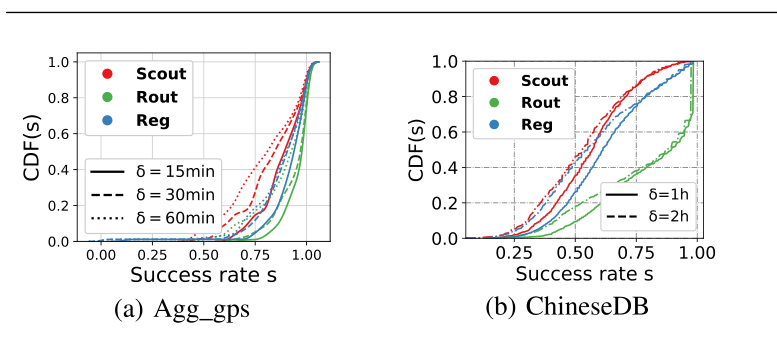 CDF(s)
1.0
0.8
0.6
0.4
0.2
0.0
Scout
Rout
Reg
δ = 15min
δ = 30min
δ = 60min
0.00 0.25 0.50 0.75 1.00
Success rate s
(a) Agg_gps
CDF(s)
1.0
0.8
0.6
0.4
0.2
0.0
Scout
Rout
Reg
δ=1h
δ=2h
0.25 0.50 0.75 1.00
Success rate s
(b) ChineseDB